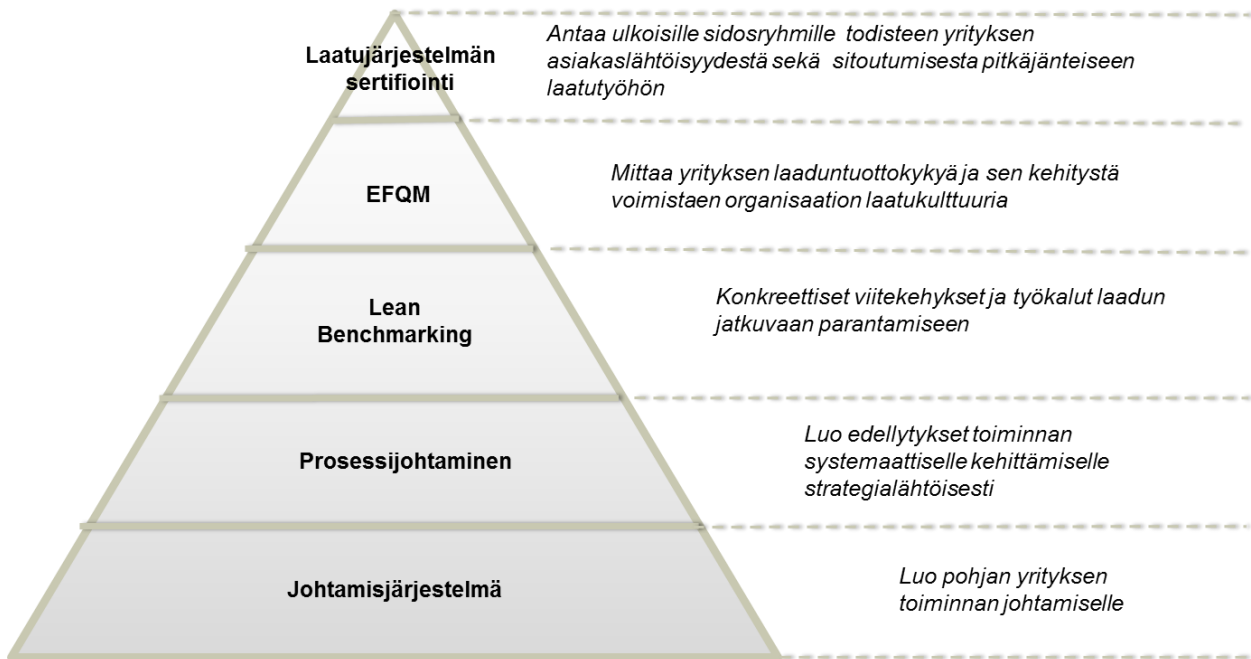 Laatujärjestelmän
sertifiointi
Antaa ulkoisille sidosryhmille todisteen yrityksen
asiakaslähtöisyydestä sekä sitoutumisesta pitkäjänteiseen
laatutyöhön
EFQM
Mittaa yrityksen laaduntuottokykyä ja sen kehitystä
voimistaen organisaation laatukulttuuria
Lean
Benchmarking
Konkreettiset viitekehykset ja työkalut laadun
jatkuvaan parantamiseen
Prosessijohtaminen
Luo edellytykset toiminnan
systemaattiselle kehittämiselle
strategialähtöisesti
Johtamisjärjestelmä
Luo pohjan yrityksen
toiminnan johtamiselle